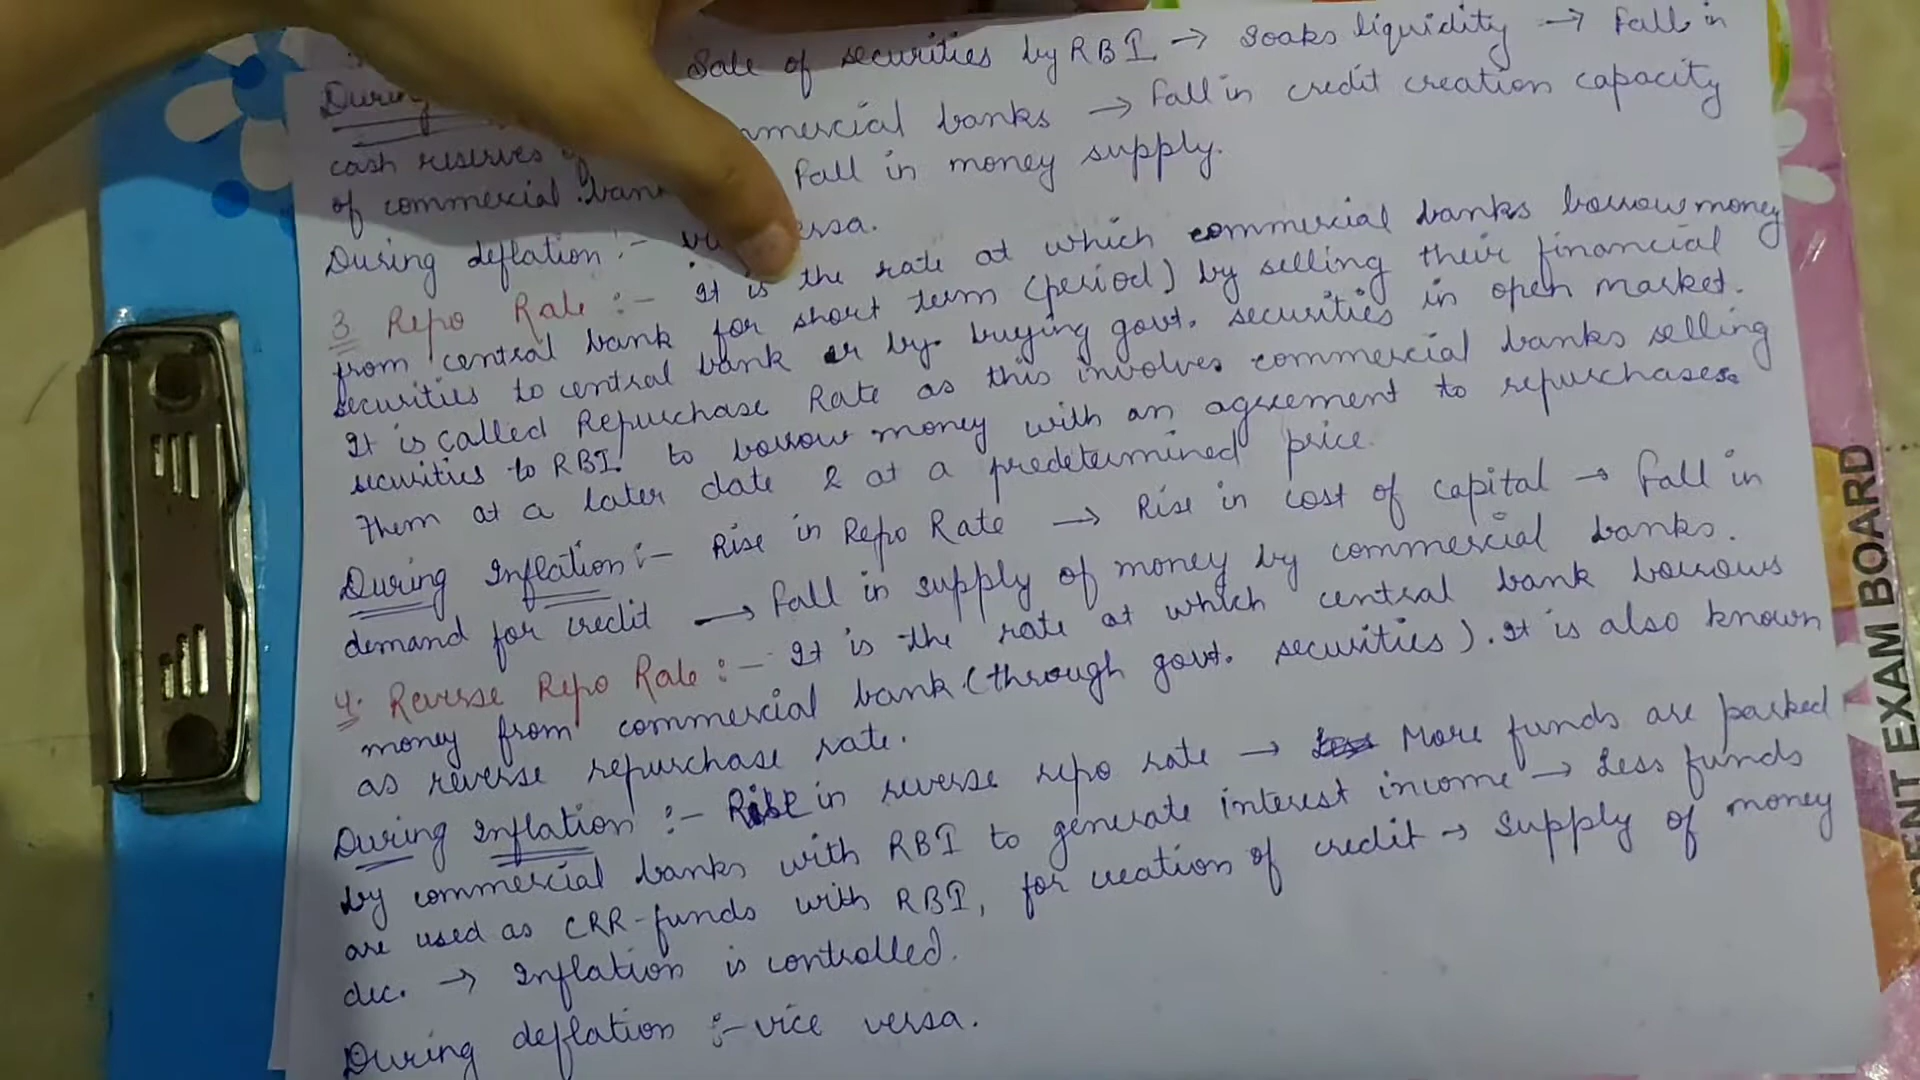 During Sale of securities by RBI → Soaks liquidity → Fall in
cash reserves of mmercial banks → Fall in credit creation capacity
of commercial bank Fall in money supply.
During deflation :- vi ersa.
3 Repo Rate :- It is the rate at which commercial banks borrow money
from central bank for short term (period) by selling their financial
securities to central bank or by buying govt. securities in open market.
It is called Repurchase Rate as this involves commercial banks selling
securities to RBI to borrow money with an agreement to repurchases
them at a later date & at a predetermined price.
During Inflation :- Rise in Repo Rate → Rise in cost of capital → Fall in
demand for credit → Fall in supply of money by commercial banks.
4. Reverse Repo Rate :- It is the rate at which central bank borrows
money from commercial bank (through govt. securities). It is also known
as reverse repurchase rate.
During Inflation :- Rise in reverse repo rate → More funds are parked
by commercial banks with RBI to generate interest income → Less funds
are used as CRR-funds with RBI, for creation of credit → Supply of money
dec. → Inflation is controlled.
During deflation :- vice versa.
ENT EXAM BOARD